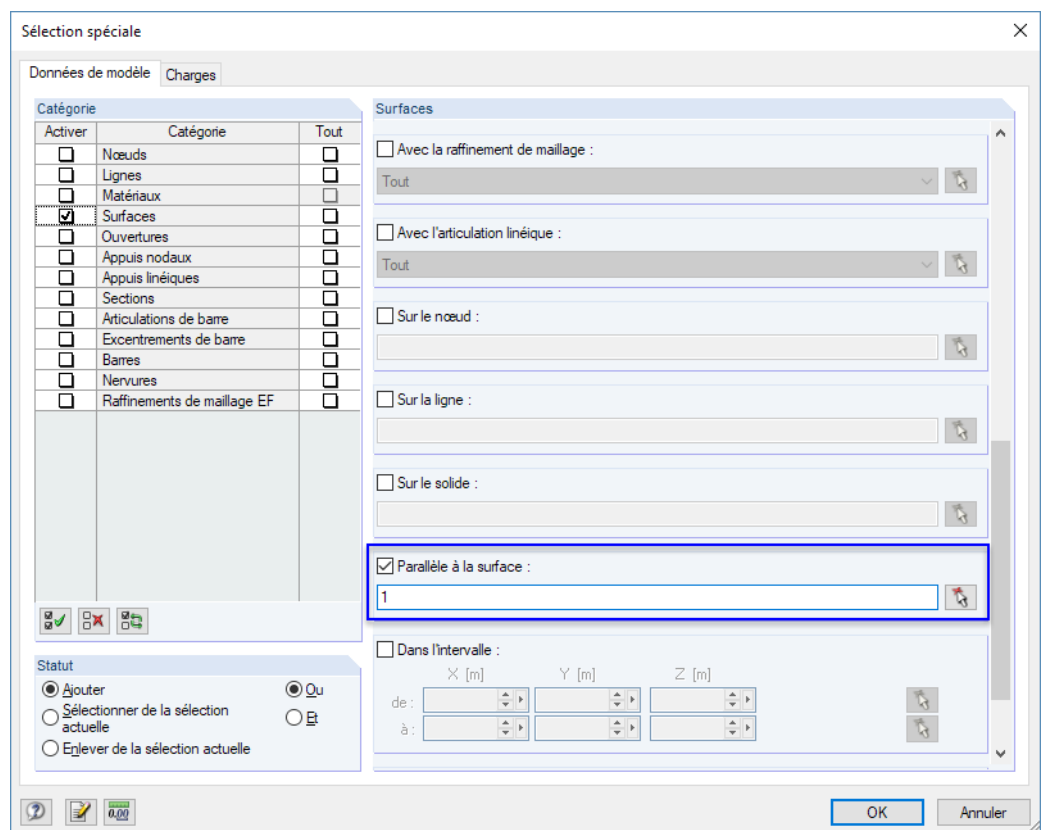 Sélection spéciale
Données de modèle Charges
Catégorie
Activer Catégorie Tout
Nœuds
Lignes
Matériaux
Surfaces
Ouvertures
Appuis nodaux
Appuis linéiques
Sections
Articulations de barre
Excentrements de barre
Barres
Nervures
Raffinements de maillage EF
Statut
Ajouter
Sélectionner de la sélection
actuelle
Enlever de la sélection actuelle
Ou
Et
Surfaces
Avec la raffinement de maillage :
Tout
Avec l'articulation linéique :
Tout
Sur le nœud :
Sur la ligne :
Sur le solide :
Parallèle à la surface :
1
Dans l'intervalle :
X [m] Y [m] Z [m]
de :
à :
0.00
OK Annuler